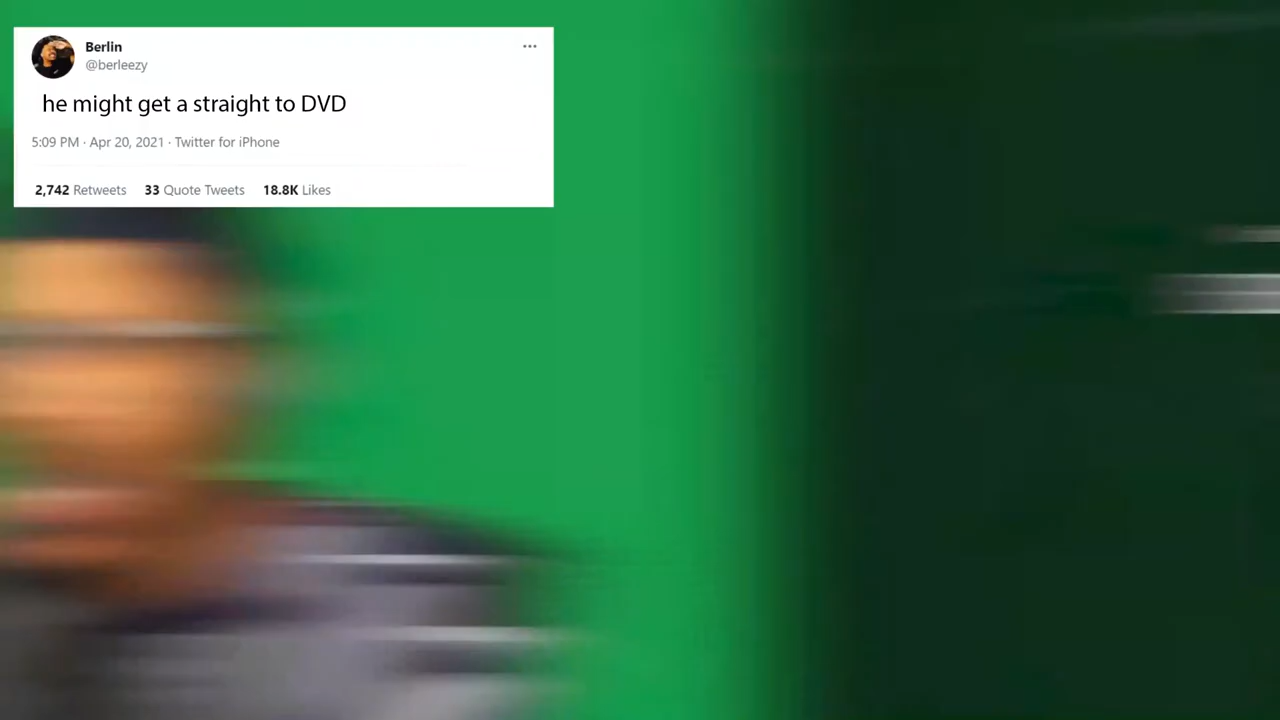 Berlin
@berleezy
he might get a straight to DVD
5:09 PM · Apr 20, 2021 · Twitter for iPhone
2,742 Retweets 33 Quote Tweets 18.8K Likes